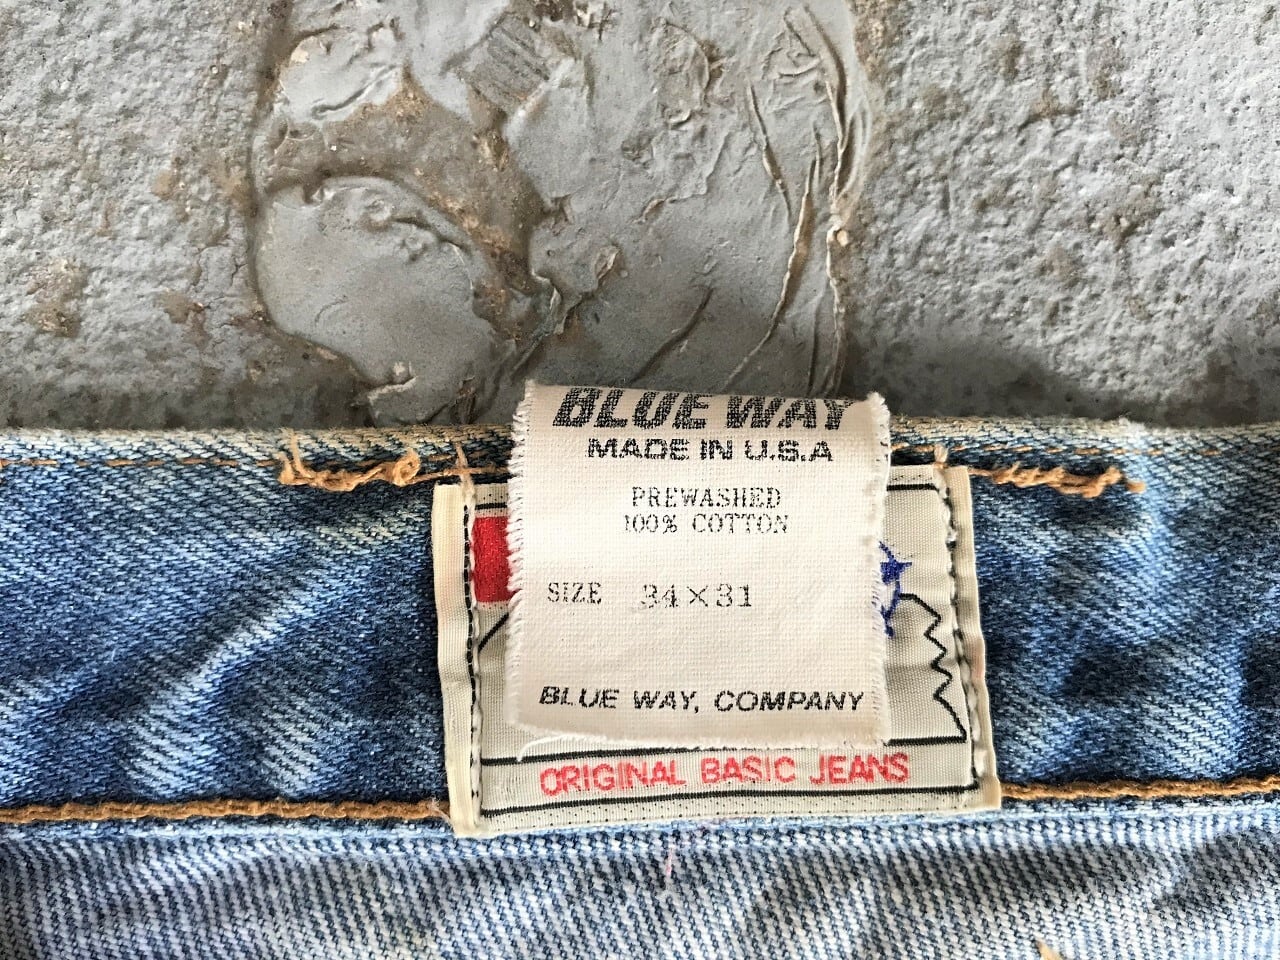 BLUE WAY
MADE IN U.S.A
PREWASHED
100% COTTON
SIZE 34×31
BLUE WAY, COMPANY
ORIGINAL BASIC JEANS